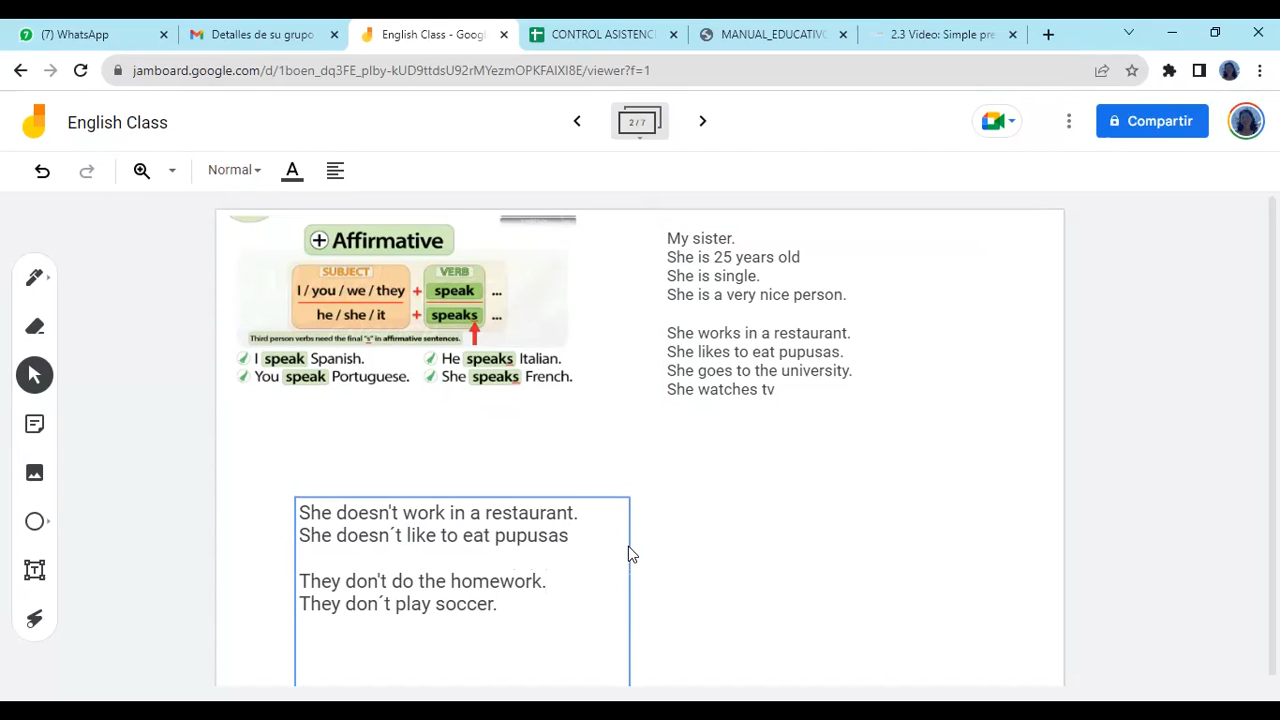 (7) WhatsApp
Detalles de su grupo
English Class - Googl
CONTROL ASISTENC
MANUAL_EDUCATIVO
2.3 Video: Simple pre
jamboard.google.com/d/1boen_dq3FE_plby-kUD9ttdsU92rMYezmOPKFAIXI8E/viewer?f=1
English Class
2/7
Compartir
Normal
A
+ Affirmative
SUBJECT
VERB
I / you / we / they + speak ...
he / she / it + speaks ...
Third person verbs need the final "s" in affirmative sentences.
I speak Spanish.
He speaks Italian.
You speak Portuguese.
She speaks French.
My sister.
She is 25 years old
She is single.
She is a very nice person.
She works in a restaurant.
She likes to eat pupusas.
She goes to the university.
She watches tv
She doesn't work in a restaurant.
She doesn´t like to eat pupusas
They don't do the homework.
They don´t play soccer.